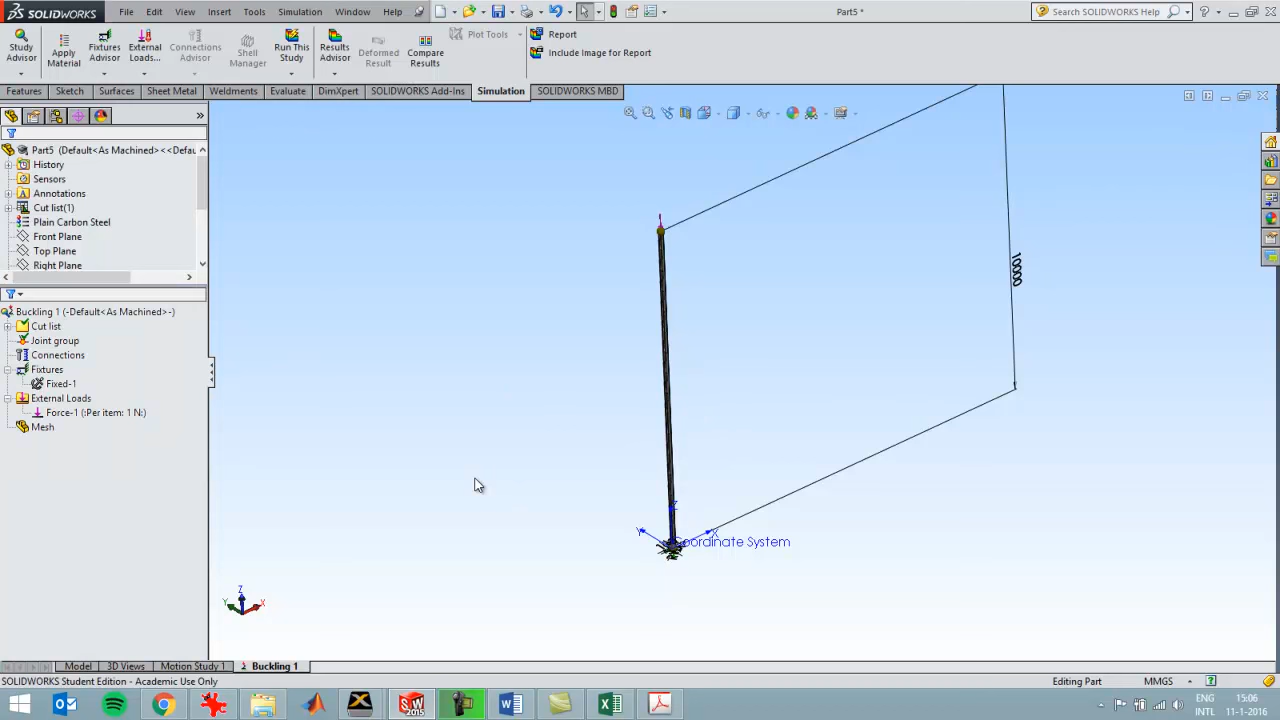 SOLIDWORKS File Edit View Insert Tools Simulation Window Help Part5 * Search SOLIDWORKS Help
Study Advisor
Apply Material
Fixtures Advisor
External Loads...
Connections Advisor
Shell Manager
Run This Study
Results Advisor
Deformed Result
Compare Results
Plot Tools
Report
Include Image for Report
Features Sketch Surfaces Sheet Metal Weldments Evaluate DimXpert SOLIDWORKS Add-Ins Simulation SOLIDWORKS MBD
Part5 (Default<As Machined><<Defau
History
Sensors
Annotations
Cut list(1)
Plain Carbon Steel
Front Plane
Top Plane
Right Plane
Buckling 1 (-Default<As Machined>-)
Cut list
Joint group
Connections
Fixtures
Fixed-1
External Loads
Force-1 (:Per item: 1 N:)
Mesh
10000
Z
Y
X
Coordinate System
Z
Y X
Model 3D Views Motion Study 1 Buckling 1
SOLIDWORKS Student Edition - Academic Use Only Editing Part MMGS
SW 2015
ENG 15:06
INTL 11-1-2016